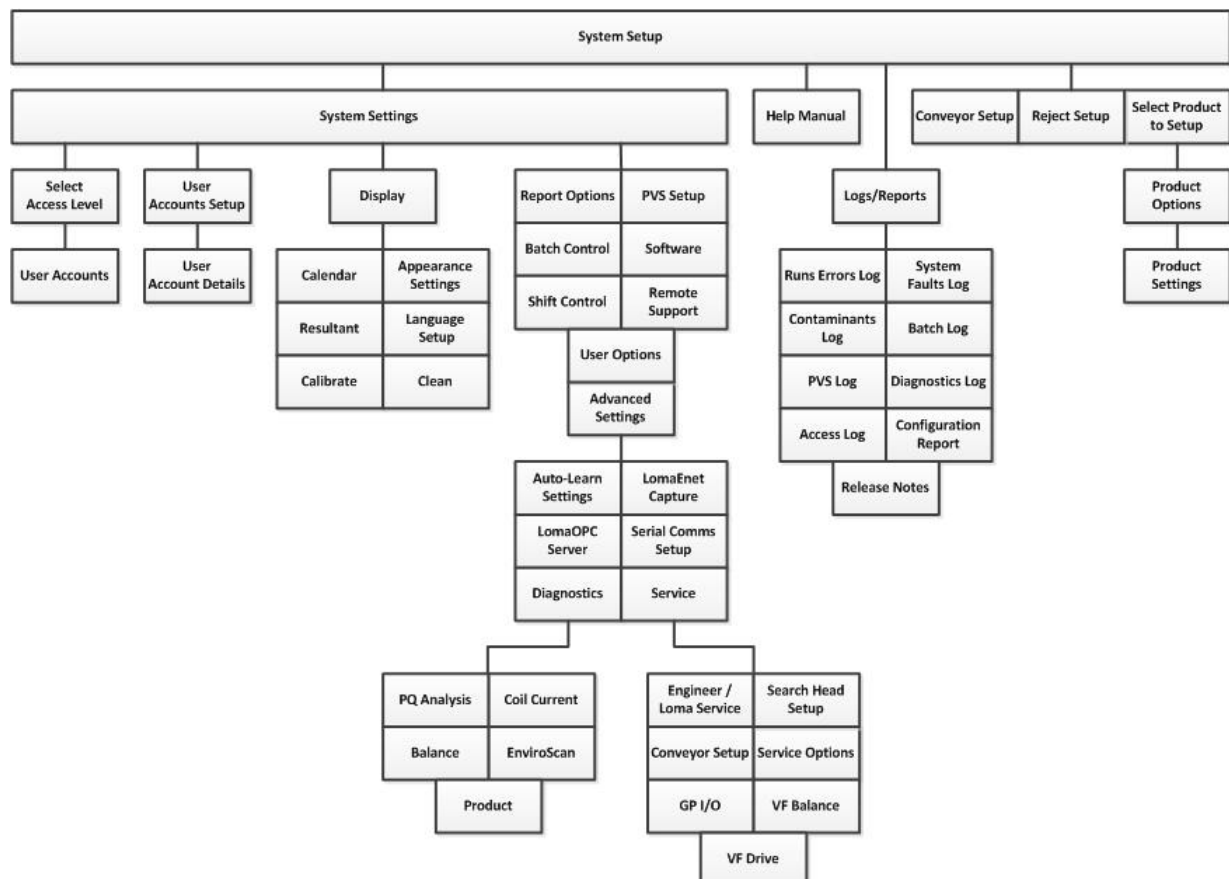 System Setup
System Settings
Help Manual
Conveyor Setup
Reject Setup
Select Product
to Setup
Select
Access Level
User
Accounts Setup
Display
Report Options
PVS Setup
Logs/Reports
Product
Options
User Accounts
User
Account Details
Calendar
Appearance
Settings
Batch Control
Software
Runs Errors Log
System
Faults Log
Product
Settings
Resultant
Language
Setup
Shift Control
Remote
Support
Contaminants
Log
Batch Log
Calibrate
Clean
User Options
PVS Log
Diagnostics Log
Advanced
Settings
Access Log
Configuration
Report
Auto-Learn
Settings
LomaEnet
Capture
Release Notes
LomaOPC
Server
Serial Comms
Setup
Diagnostics
Service
PQ Analysis
Coil Current
Engineer /
Loma Service
Search Head
Setup
Balance
EnviroScan
Conveyor Setup
Service Options
Product
GP I/O
VF Balance
VF Drive